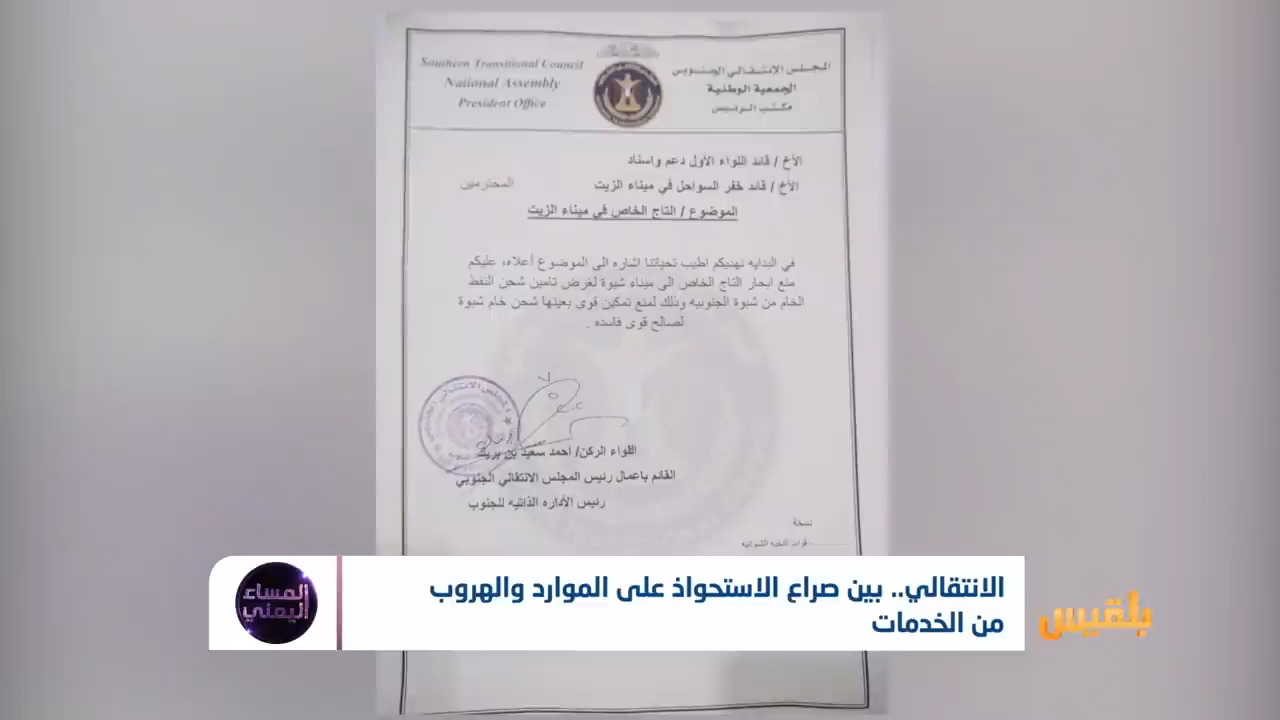 Southern Transitional Council
National Assembly
President Office
المجلس الإنتقالي الجنوبي
الجمعية الوطنية
مكتب الرئيس
الأخ / قائد اللواء الأول دعم واسناد
الأخ / قائد خفر السواحل في ميناء الزيت المحترمين
الموضوع / التاج الخاص في ميناء الزيت
في البدايه نهديكم اطيب تحياتنا اشاره الى الموضوع أعلاه، عليكم
منع ابحار التاج الخاص الى ميناء شبوة لغرض تامين شحن النفط
الخام من شبوة الجنوبيه وذلك لمنع تمكين قوى بعينها شحن خام شبوة
لصالح قوى فاسده .
اللواء الركن/ احمد سعيد بن بريك
القائم باعمال رئيس المجلس الانتقالي الجنوبي
رئيس الأداره الذاتيه للجنوب
نسخة
- قوات النخبه الشبوانيه
الانتقالي.. بين صراع الاستحواذ على الموارد والهروب
من الخدمات
المساء
اليمني
بلقيس